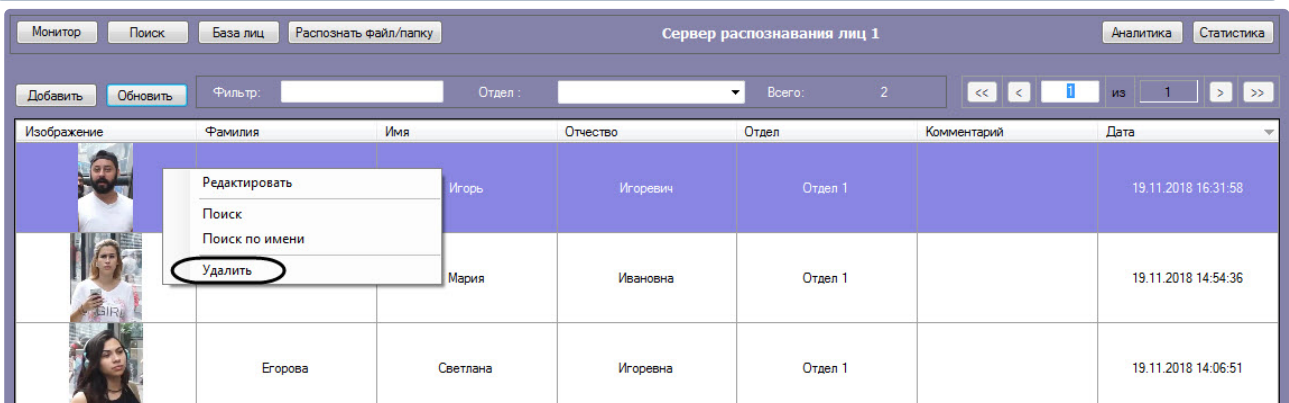 Монитор Поиск База лиц Распознать файл/папку Сервер распознавания лиц 1 Аналитика Статистика
Добавить Обновить Фильтр: Отдел : Всего: 2 << < 1 из 1 > >>
Изображение Фамилия Имя Отчество Отдел Комментарий Дата
Редактировать
Игорь Игоревич Отдел 1 19.11.2018 16:31:58
Поиск
Поиск по имени
Удалить
Мария Ивановна Отдел 1 19.11.2018 14:54:36
GIRL
Егорова Светлана Игоревна Отдел 1 19.11.2018 14:06:51